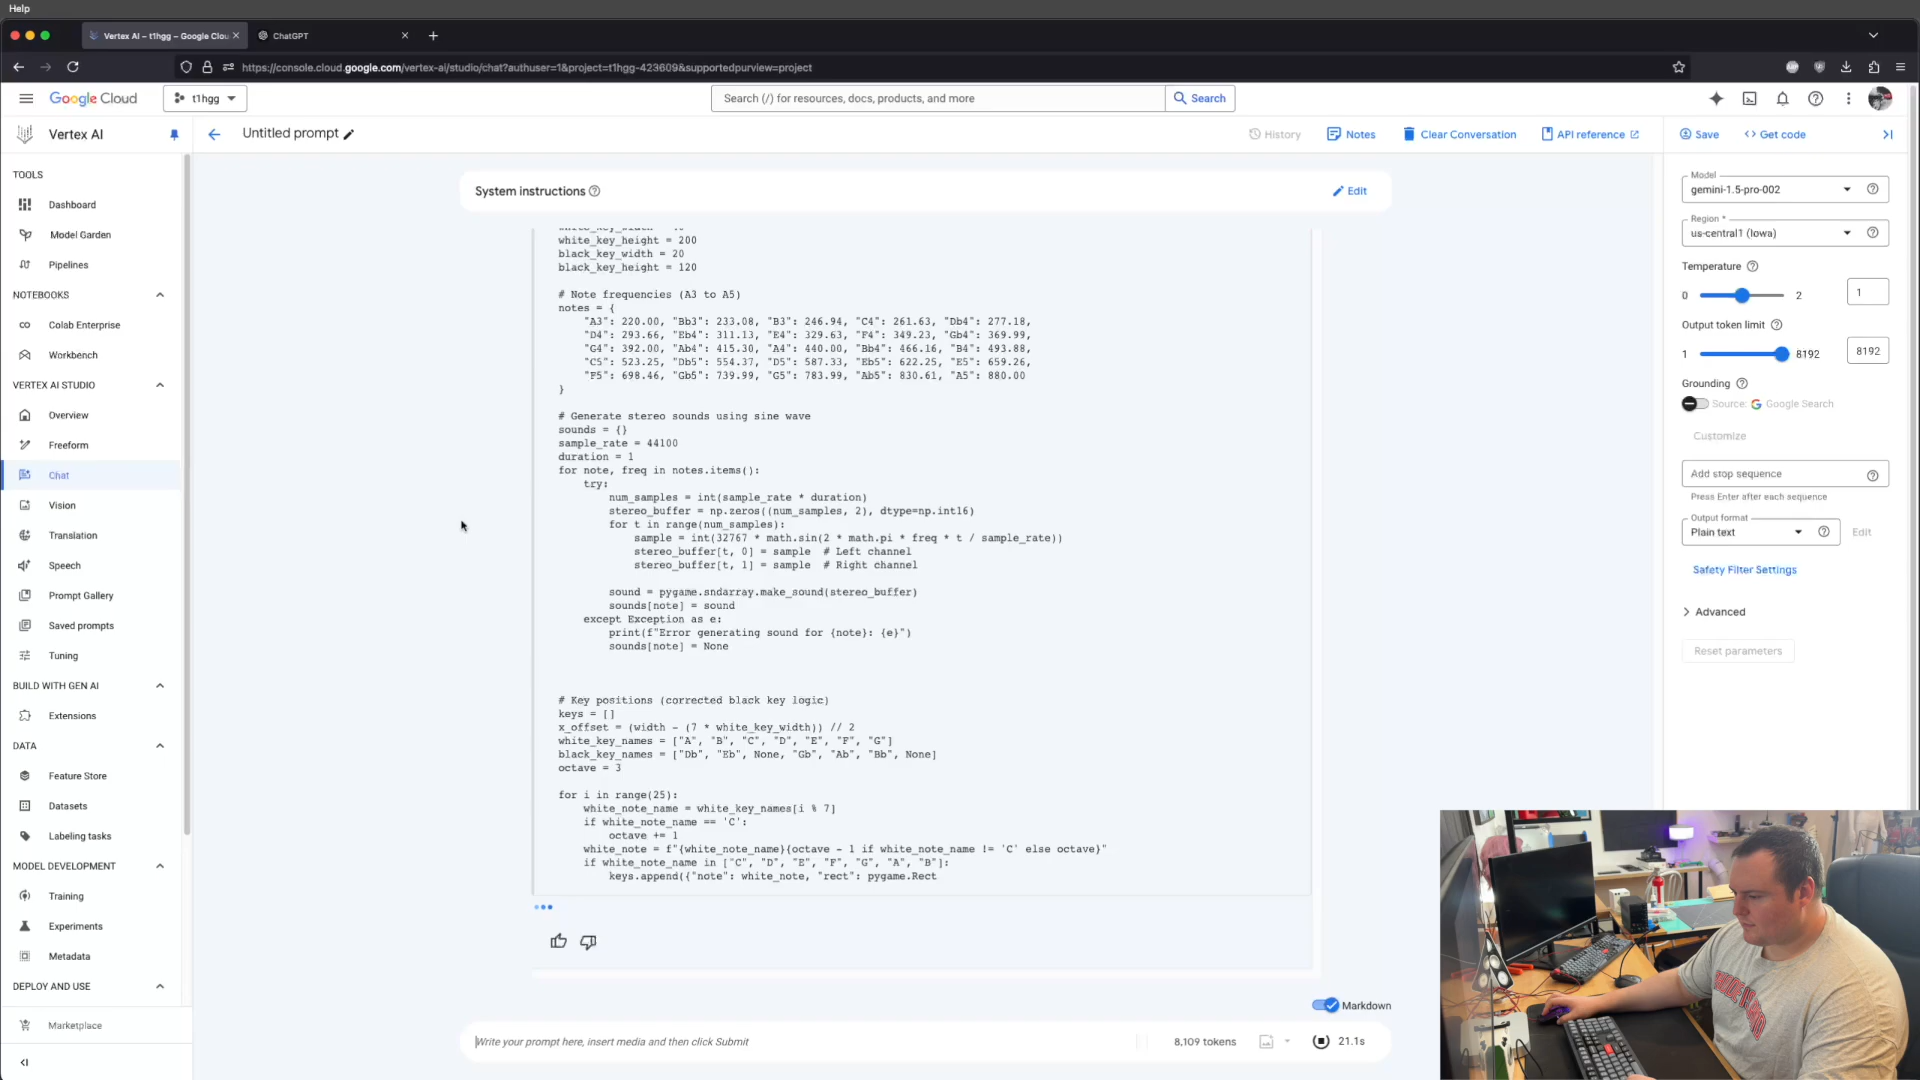 Help
Vertex AI – t1hgg – Google Clou
ChatGPT
https://console.cloud.google.com/vertex-ai/studio/chat?authuser=1&project=t1hgg-423609&supportedpurview=project
Google Cloud
t1hgg
Search (/) for resources, docs, products, and more
Search
Vertex AI
Untitled prompt
History
Notes
Clear Conversation
API reference
Save
<> Get code
TOOLS
Dashboard
Model Garden
Pipelines
NOTEBOOKS
Colab Enterprise
Workbench
VERTEX AI STUDIO
Overview
Freeform
Chat
Vision
Translation
Speech
Prompt Gallery
Saved prompts
Tuning
BUILD WITH GEN AI
Extensions
DATA
Feature Store
Datasets
Labeling tasks
MODEL DEVELOPMENT
Training
Experiments
Metadata
DEPLOY AND USE
Marketplace
System instructions
Edit
white_key_height = 200
black_key_width = 20
black_key_height = 120
# Note frequencies (A3 to A5)
notes = {
"A3": 220.00, "Bb3": 233.08, "B3": 246.94, "C4": 261.63, "Db4": 277.18,
"D4": 293.66, "Eb4": 311.13, "E4": 329.63, "F4": 349.23, "Gb4": 369.99,
"G4": 392.00, "Ab4": 415.30, "A4": 440.00, "Bb4": 466.16, "B4": 493.88,
"C5": 523.25, "Db5": 554.37, "D5": 587.33, "Eb5": 622.25, "E5": 659.26,
"F5": 698.46, "Gb5": 739.99, "G5": 783.99, "Ab5": 830.61, "A5": 880.00
}
# Generate stereo sounds using sine wave
sounds = {}
sample_rate = 44100
duration = 1
for note, freq in notes.items():
try:
num_samples = int(sample_rate * duration)
stereo_buffer = np.zeros((num_samples, 2), dtype=np.int16)
for t in range(num_samples):
sample = int(32767 * math.sin(2 * math.pi * freq * t / sample_rate))
stereo_buffer[t, 0] = sample  # Left channel
stereo_buffer[t, 1] = sample  # Right channel
sound = pygame.sndarray.make_sound(stereo_buffer)
sounds[note] = sound
except Exception as e:
print(f"Error generating sound for {note}: {e}")
sounds[note] = None
# Key positions (corrected black key logic)
keys = []
x_offset = (width - (7 * white_key_width)) // 2
white_key_names = ["A", "B", "C", "D", "E", "F", "G"]
black_key_names = ["Db", "Eb", None, "Gb", "Ab", "Bb", None]
octave = 3
for i in range(25):
white_note_name = white_key_names[i % 7]
if white_note_name == 'C':
octave += 1
white_note = f"{white_note_name}{octave - 1 if white_note_name != 'C' else octave}"
if white_note_name in ["C", "D", "E", "F", "G", "A", "B"]:
keys.append({"note": white_note, "rect": pygame.Rect
Markdown
Write your prompt here, insert media and then click Submit
8,109 tokens
21.1s
Model
gemini-1.5-pro-002
Region *
us-central1 (Iowa)
Temperature
0
2
1
Output token limit
1
8192
8192
Grounding
Source:
Google Search
Customize
Add stop sequence
Press Enter after each sequence
Output format
Plain text
Edit
Safety Filter Settings
Advanced
Reset parameters